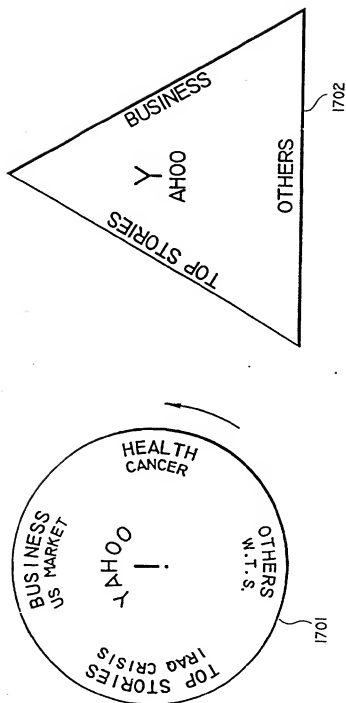 BUSINESS
TOP STORIES
Y
AHOO
OTHERS
1702
BUSINESS
US MARKET
HEALTH
CANCER
YAHOO
i
TOP STORIES
IRAQ CRISIS
OTHERS
W.T.S.
1701